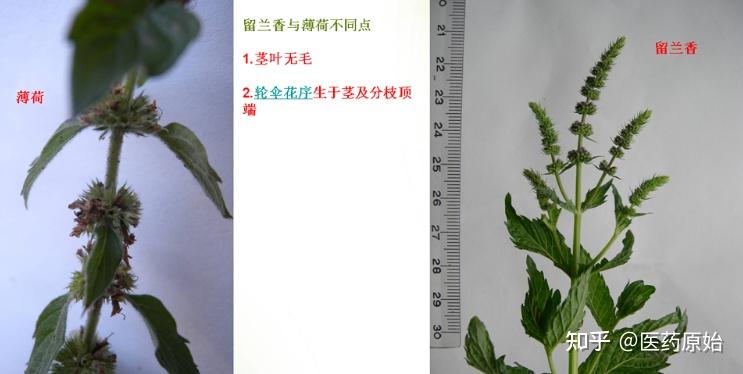 薄荷
留兰香与薄荷不同点
1.茎叶无毛
2.轮伞花序生于茎及分枝顶
端
留兰香
20
21
22
23
24
25
26
27
28
29
30
知乎 @医药原始